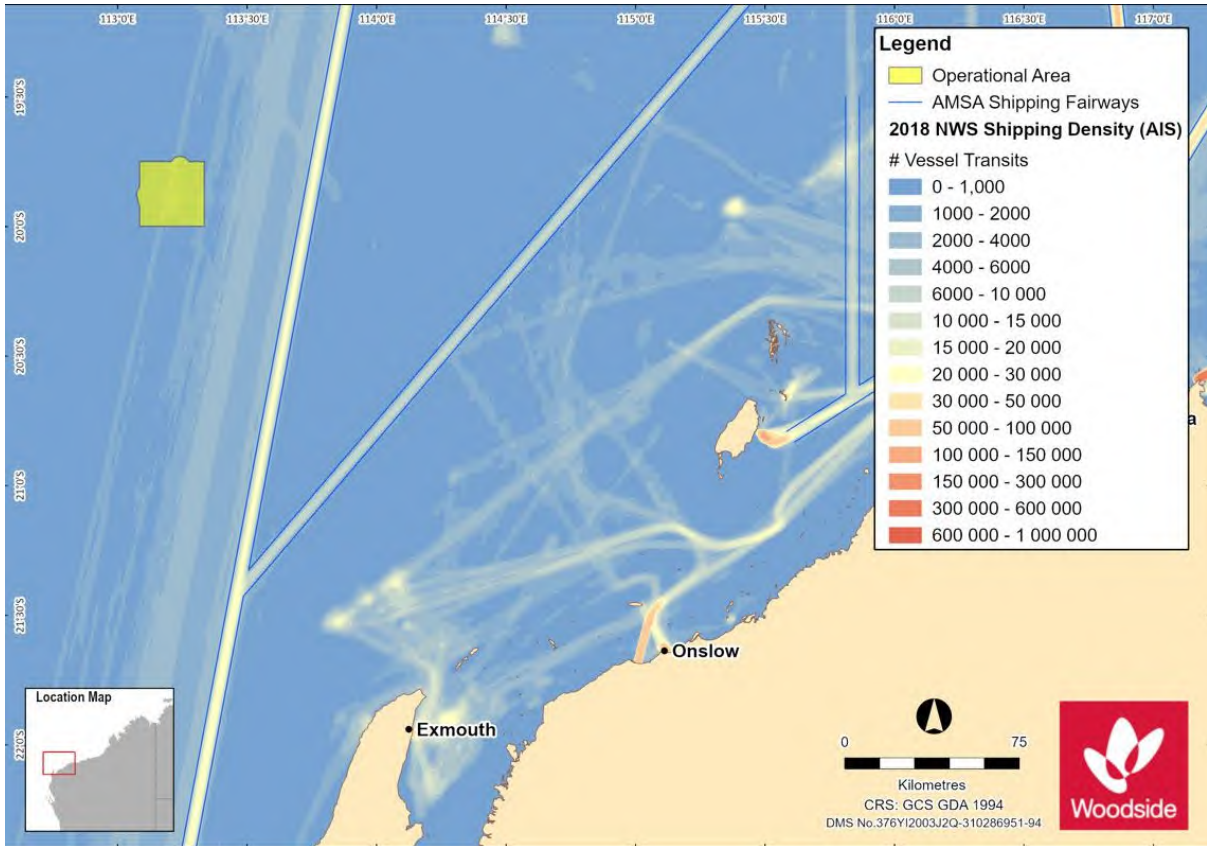 113°0'E
113°30'E
114°0'E
114°30'E
115°0'E
115°30'E
116°0'E
116°30'E
117°0'E
19°30'S
20°0'S
20°30'S
21°0'S
21°30'S
22°0'S
Legend
Operational Area
AMSA Shipping Fairways
2018 NWS Shipping Density (AIS)
# Vessel Transits
0 - 1,000
1000 - 2000
2000 - 4000
4000 - 6000
6000 - 10 000
10 000 - 15 000
15 000 - 20 000
20 000 - 30 000
30 000 - 50 000
50 000 - 100 000
100 000 - 150 000
150 000 - 300 000
300 000 - 600 000
600 000 - 1 000 000
a
Onslow
Exmouth
Location Map
0 75
Kilometres
CRS: GCS GDA 1994
DMS No.376YI2003J2Q-310286951-94
Woodside